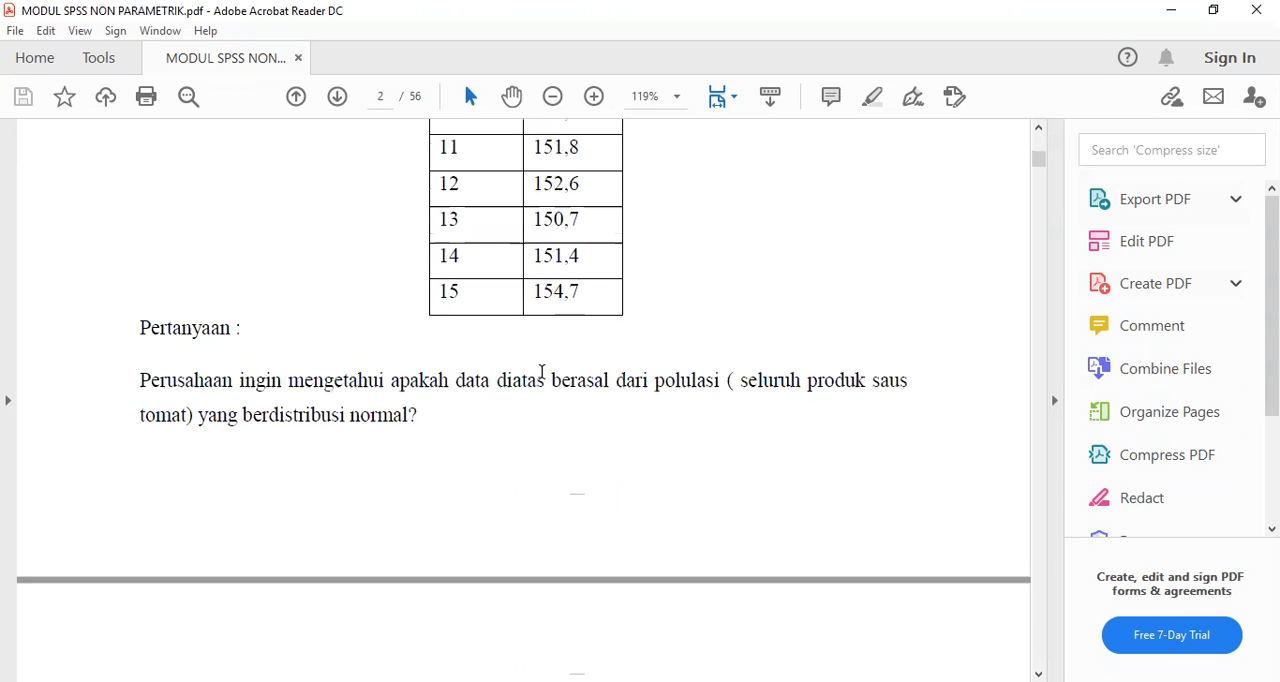 MODUL SPSS NON PARAMETRIK.pdf - Adobe Acrobat Reader DC
File Edit View Sign Window Help
Home Tools MODUL SPSS NON... × Sign In
2 / 56 119%
11 151,8
12 152,6
13 150,7
14 151,4
15 154,7
Pertanyaan :
Perusahaan ingin mengetahui apakah data diatas berasal dari polulasi ( seluruh produk saus
tomat) yang berdistribusi normal?
Search 'Compress size'
Export PDF
Edit PDF
Create PDF
Comment
Combine Files
Organize Pages
Compress PDF
Redact
Create, edit and sign PDF
forms & agreements
Free 7-Day Trial